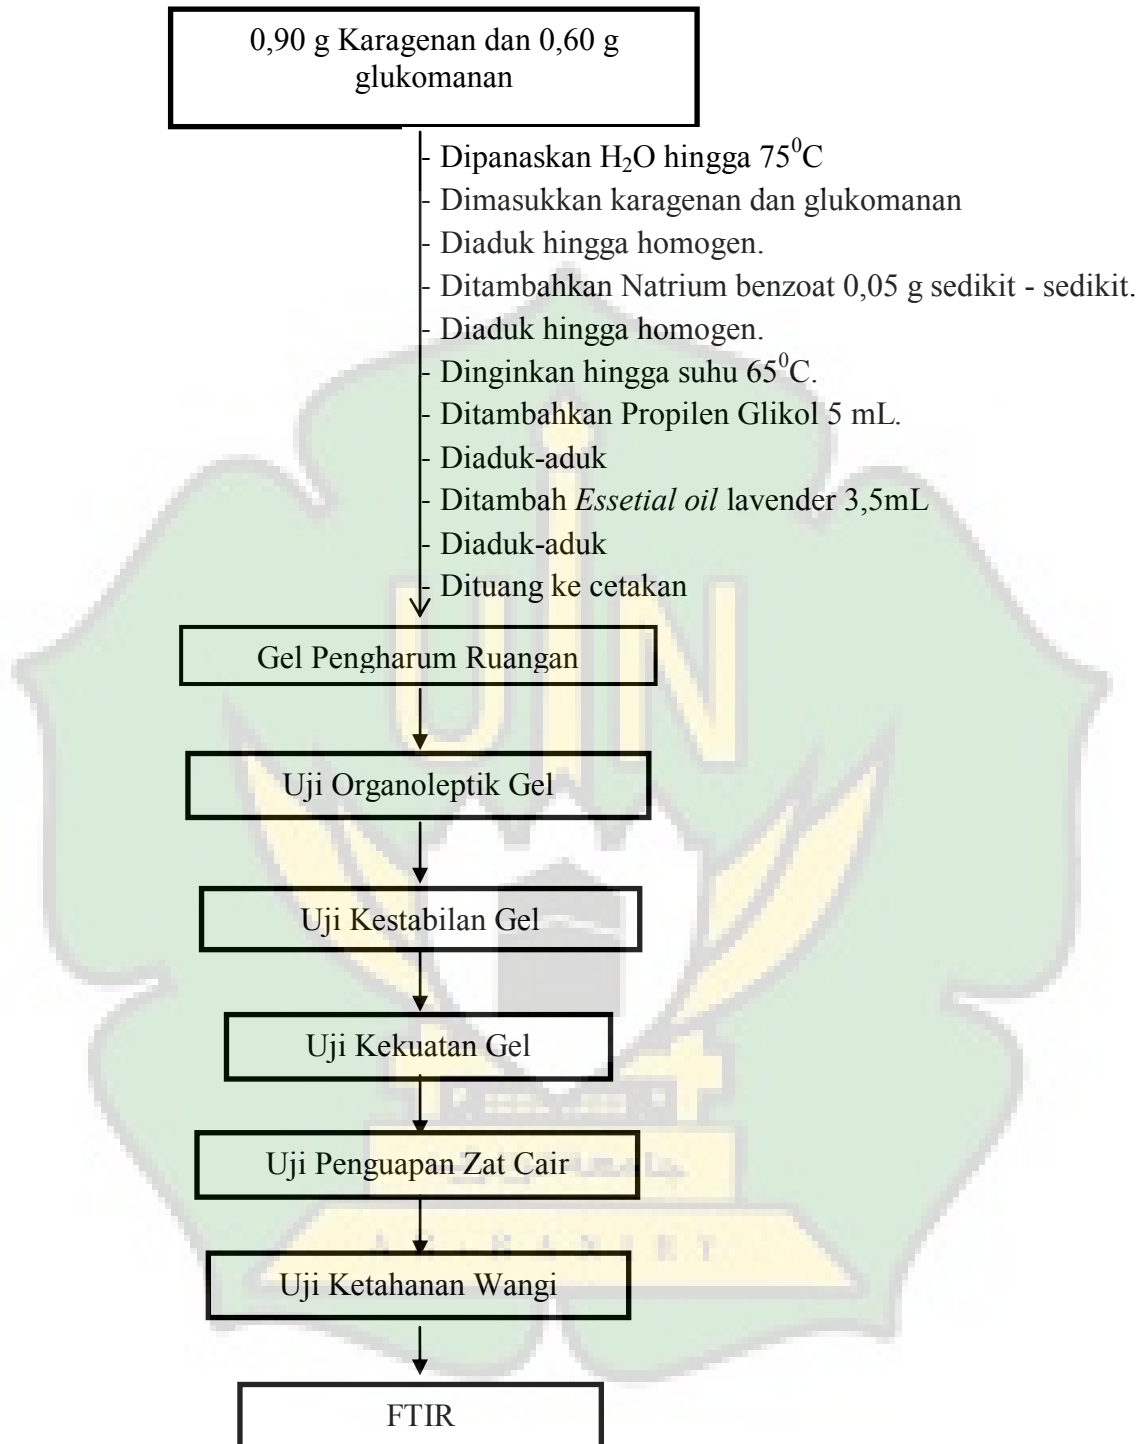 0,90 g Karagenan dan 0,60 g
glukomanan
- Dipanaskan H₂O hingga 75⁰C
- Dimasukkan karagenan dan glukomanan
- Diaduk hingga homogen.
- Ditambahkan Natrium benzoat 0,05 g sedikit - sedikit.
- Diaduk hingga homogen.
- Dinginkan hingga suhu 65⁰C.
- Ditambahkan Propilen Glikol 5 mL.
- Diaduk-aduk
- Ditambah Essetial oil lavender 3,5mL
- Diaduk-aduk
- Dituang ke cetakan
UIN
Gel Pengharum Ruangan
Uji Organoleptik Gel
Uji Kestabilan Gel
Uji Kekuatan Gel
Uji Penguapan Zat Cair
Uji Ketahanan Wangi
FTIR